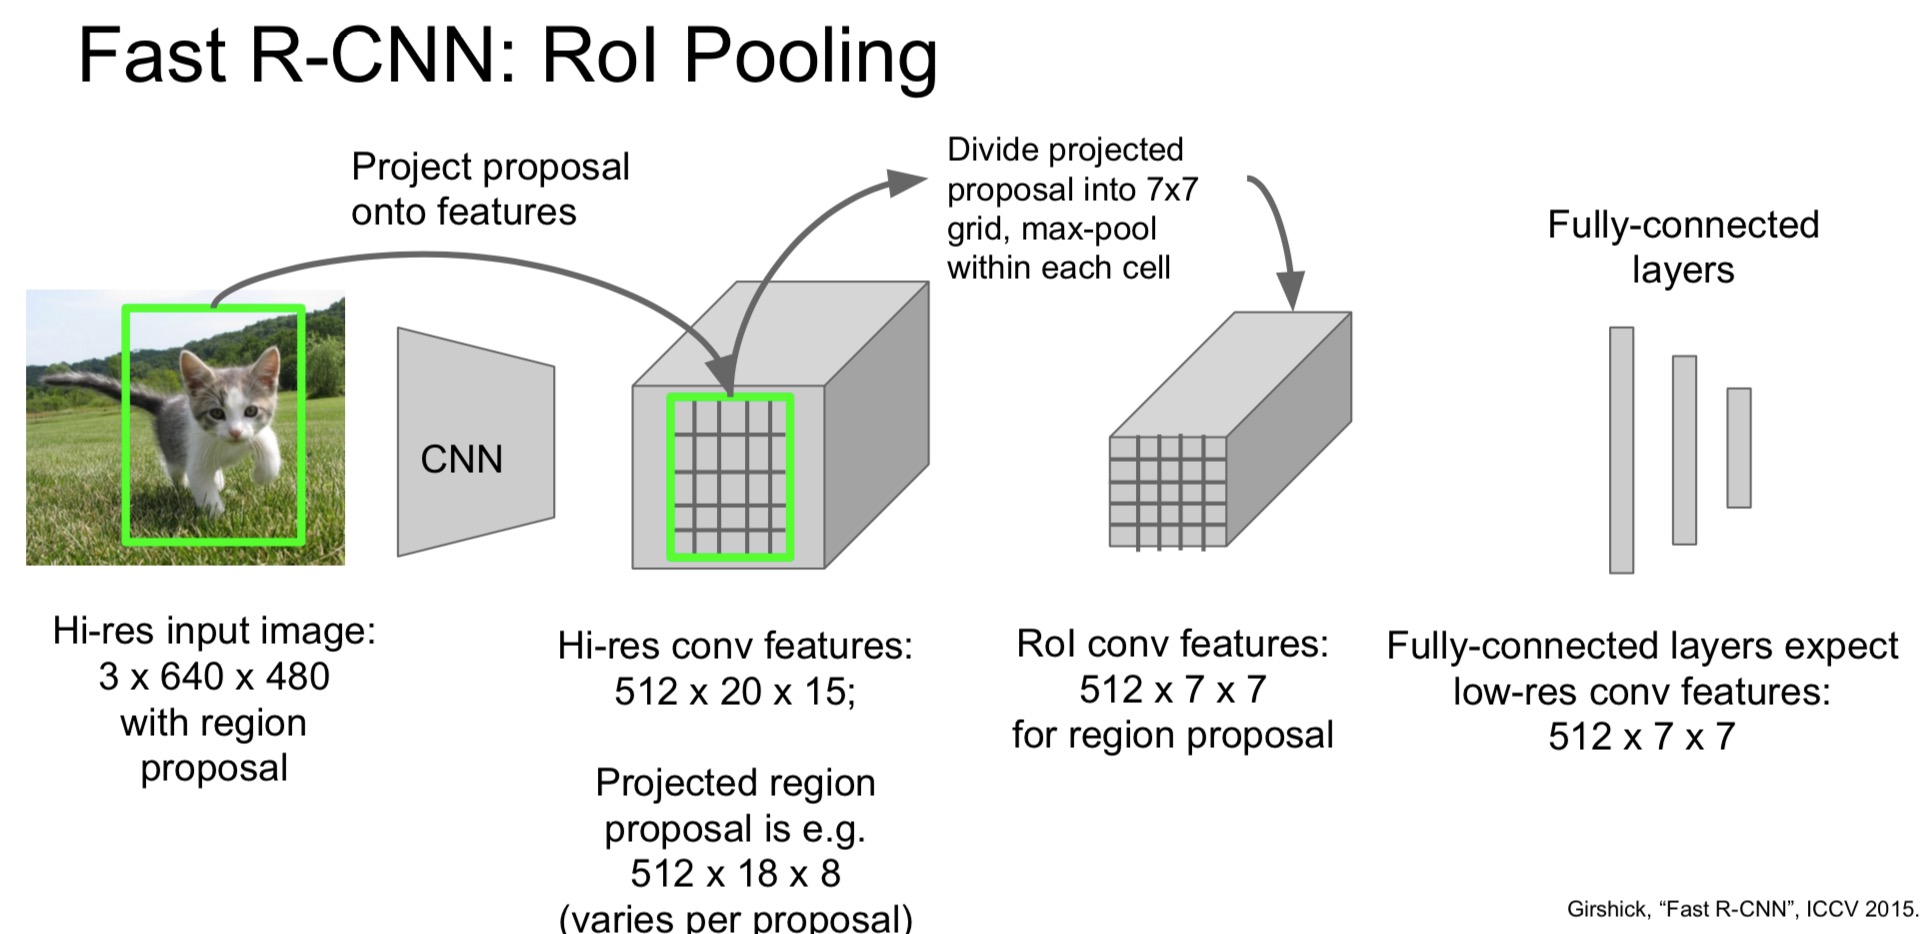 Fast R-CNN: RoI Pooling
Project proposal
onto features
Divide projected
proposal into 7x7
grid, max-pool
within each cell
Fully-connected
layers
CNN
Hi-res input image:
3 x 640 x 480
with region
proposal
Hi-res conv features:
512 x 20 x 15;
Projected region
proposal is e.g.
512 x 18 x 8
(varies per proposal)
RoI conv features:
512 x 7 x 7
for region proposal
Fully-connected layers expect
low-res conv features:
512 x 7 x 7
Girshick, “Fast R-CNN”, ICCV 2015.